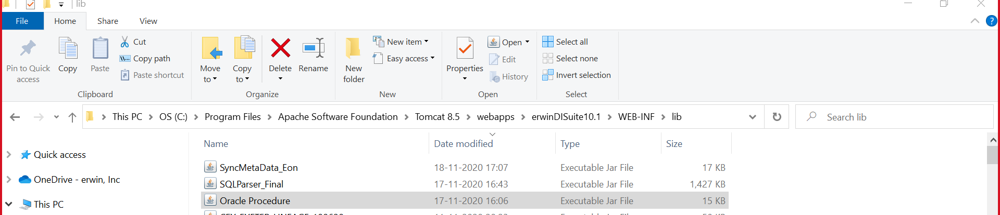 lib
File Home Share View
Pin to Quick access
Copy
Paste
Cut
Copy path
Paste shortcut
Clipboard
Move to
Copy to
Delete
Rename
Organize
New folder
New item
Easy access
New
Properties
Open
Edit
History
Open
Select all
Select none
Invert selection
Select
This PC > OS (C:) > Program Files > Apache Software Foundation > Tomcat 8.5 > webapps > erwinDISuite10.1 > WEB-INF > lib
Search lib
Quick access
OneDrive - erwin, Inc
This PC
Name Date modified Type Size
SyncMetaData_Eon 18-11-2020 17:07 Executable Jar File 17 KB
SQLParser_Final 17-11-2020 16:43 Executable Jar File 1,427 KB
Oracle Procedure 17-11-2020 16:06 Executable Jar File 15 KB